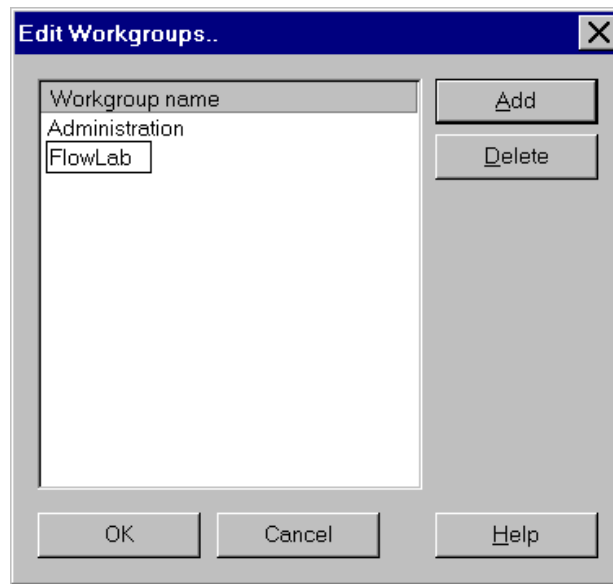 Edit Workgroups..
Workgroup name
Administration
FlowLab
Add
Delete
OK
Cancel
Help